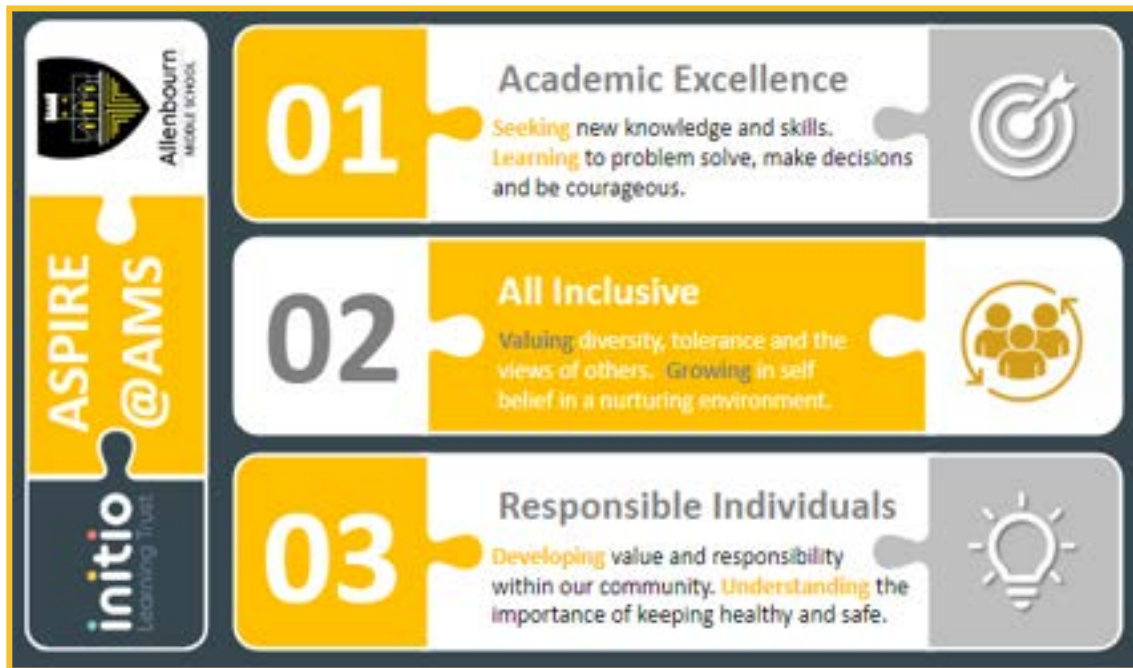 Allenbourn
MIDDLE SCHOOL
ASPIRE
@AMS
initio
Learning Trust
01
Academic Excellence
Seeking new knowledge and skills.
Learning to problem solve, make decisions
and be courageous.
02
All Inclusive
Valuing diversity, tolerance and the
views of others. Growing in self
belief in a nurturing environment.
03
Responsible Individuals
Developing value and responsibility
within our community. Understanding the
importance of keeping healthy and safe.